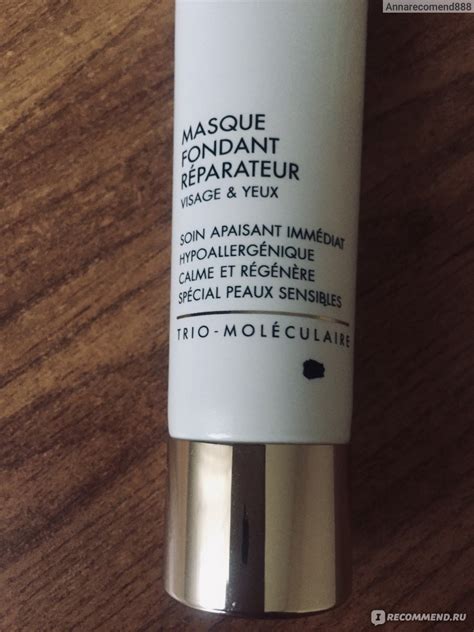 Annarecomend888
MASQUE
FONDANT
RÉPARATEUR
VISAGE & YEUX
SOIN APAISANT IMMÉDIAT
HYPOALLERGÉNIQUE
CALME ET RÉGÉNÈRE
SPÉCIAL PEAUX SENSIBLES
TRIO-MOLÉCULAIRE
IRECOMMEND.RU